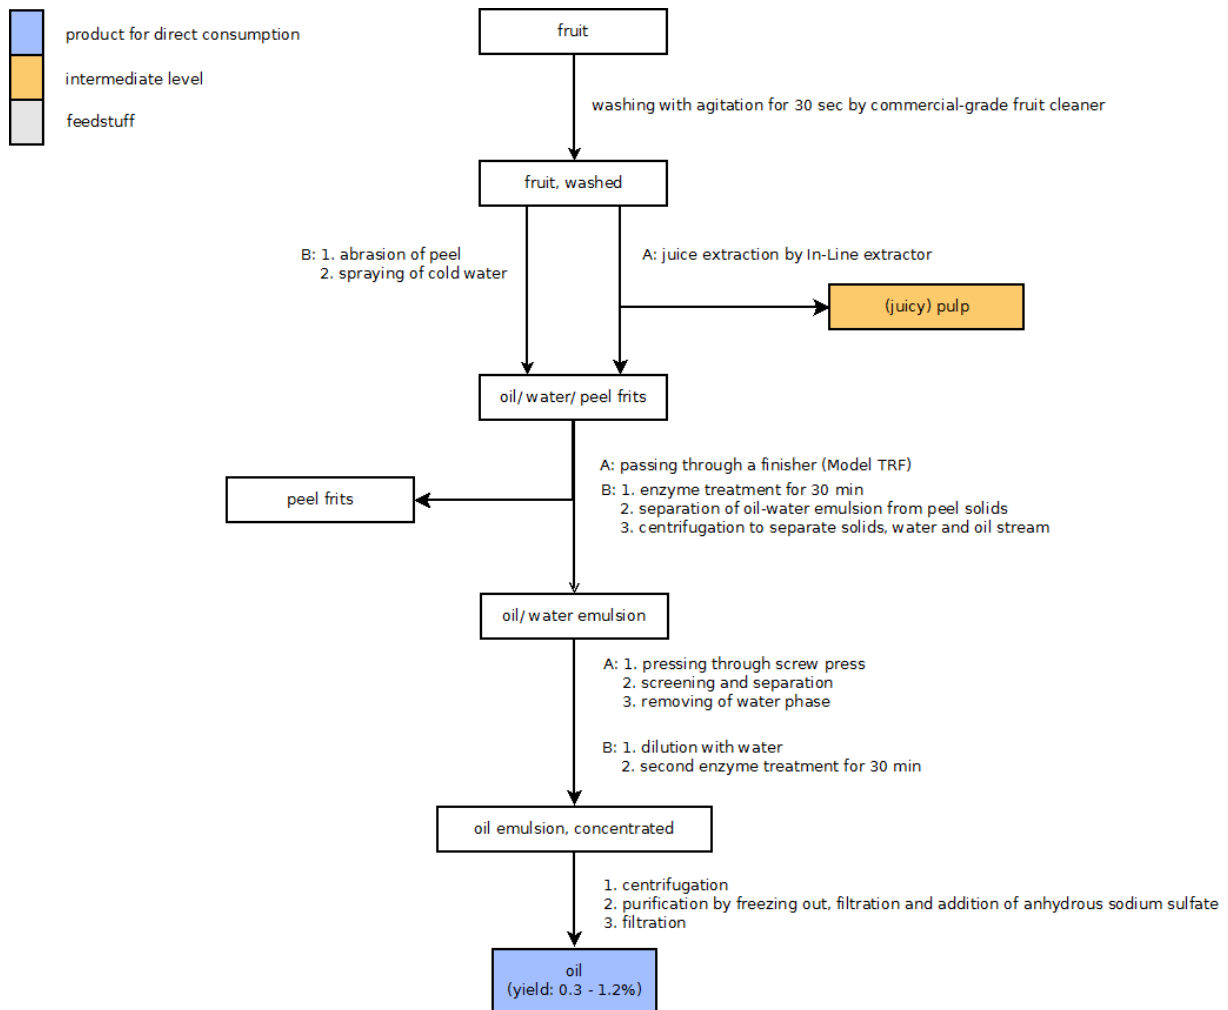 product for direct consumption
intermediate level
feedstuff
fruit
washing with agitation for 30 sec by commercial-grade fruit cleaner
fruit, washed
B: 1. abrasion of peel
2. spraying of cold water
A: juice extraction by In-Line extractor
(juicy) pulp
oil/ water/ peel frits
A: passing through a finisher (Model TRF)
B: 1. enzyme treatment for 30 min
2. separation of oil-water emulsion from peel solids
3. centrifugation to separate solids, water and oil stream
peel frits
oil/ water emulsion
A: 1. pressing through screw press
2. screening and separation
3. removing of water phase
B: 1. dilution with water
2. second enzyme treatment for 30 min
oil emulsion, concentrated
1. centrifugation
2. purification by freezing out, filtration and addition of anhydrous sodium sulfate
3. filtration
oil
(yield: 0.3 - 1.2%)